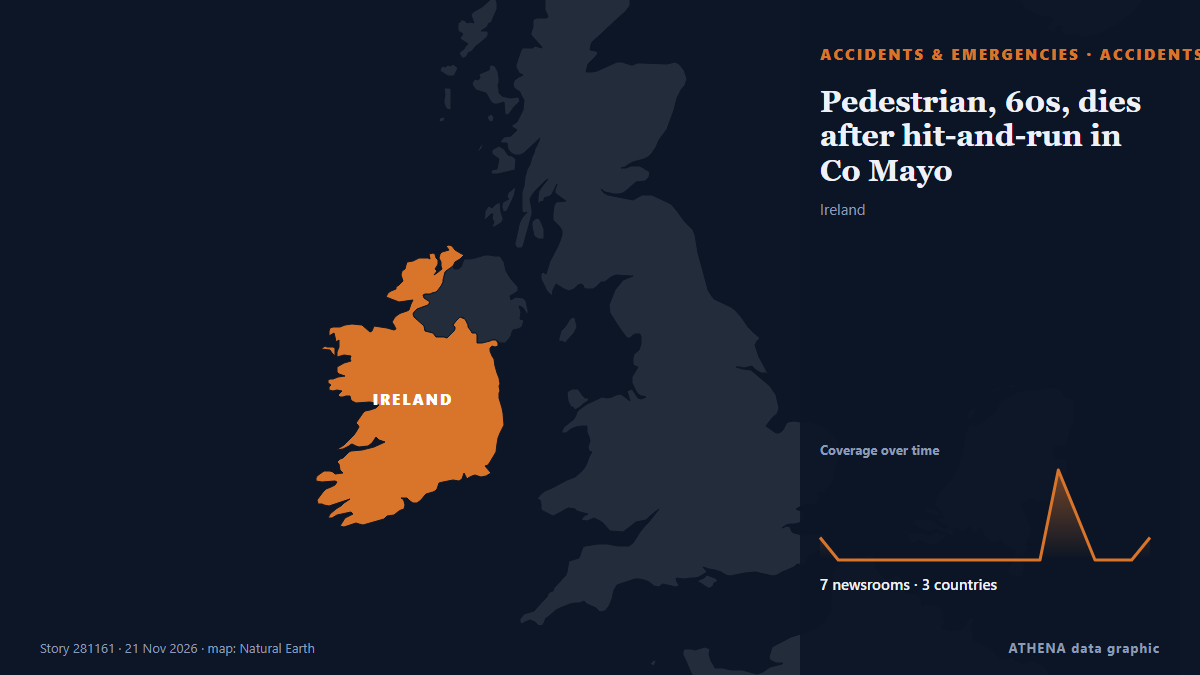 ACCIDENTS & EMERGENCIES · ACCIDENTS
Pedestrian, 60s, dies
after hit-and-run in
Co Mayo
Ireland
IRELAND
Coverage over time
7 newsrooms · 3 countries
Story 281161 · 21 Nov 2026 · map: Natural Earth
ATHENA data graphic